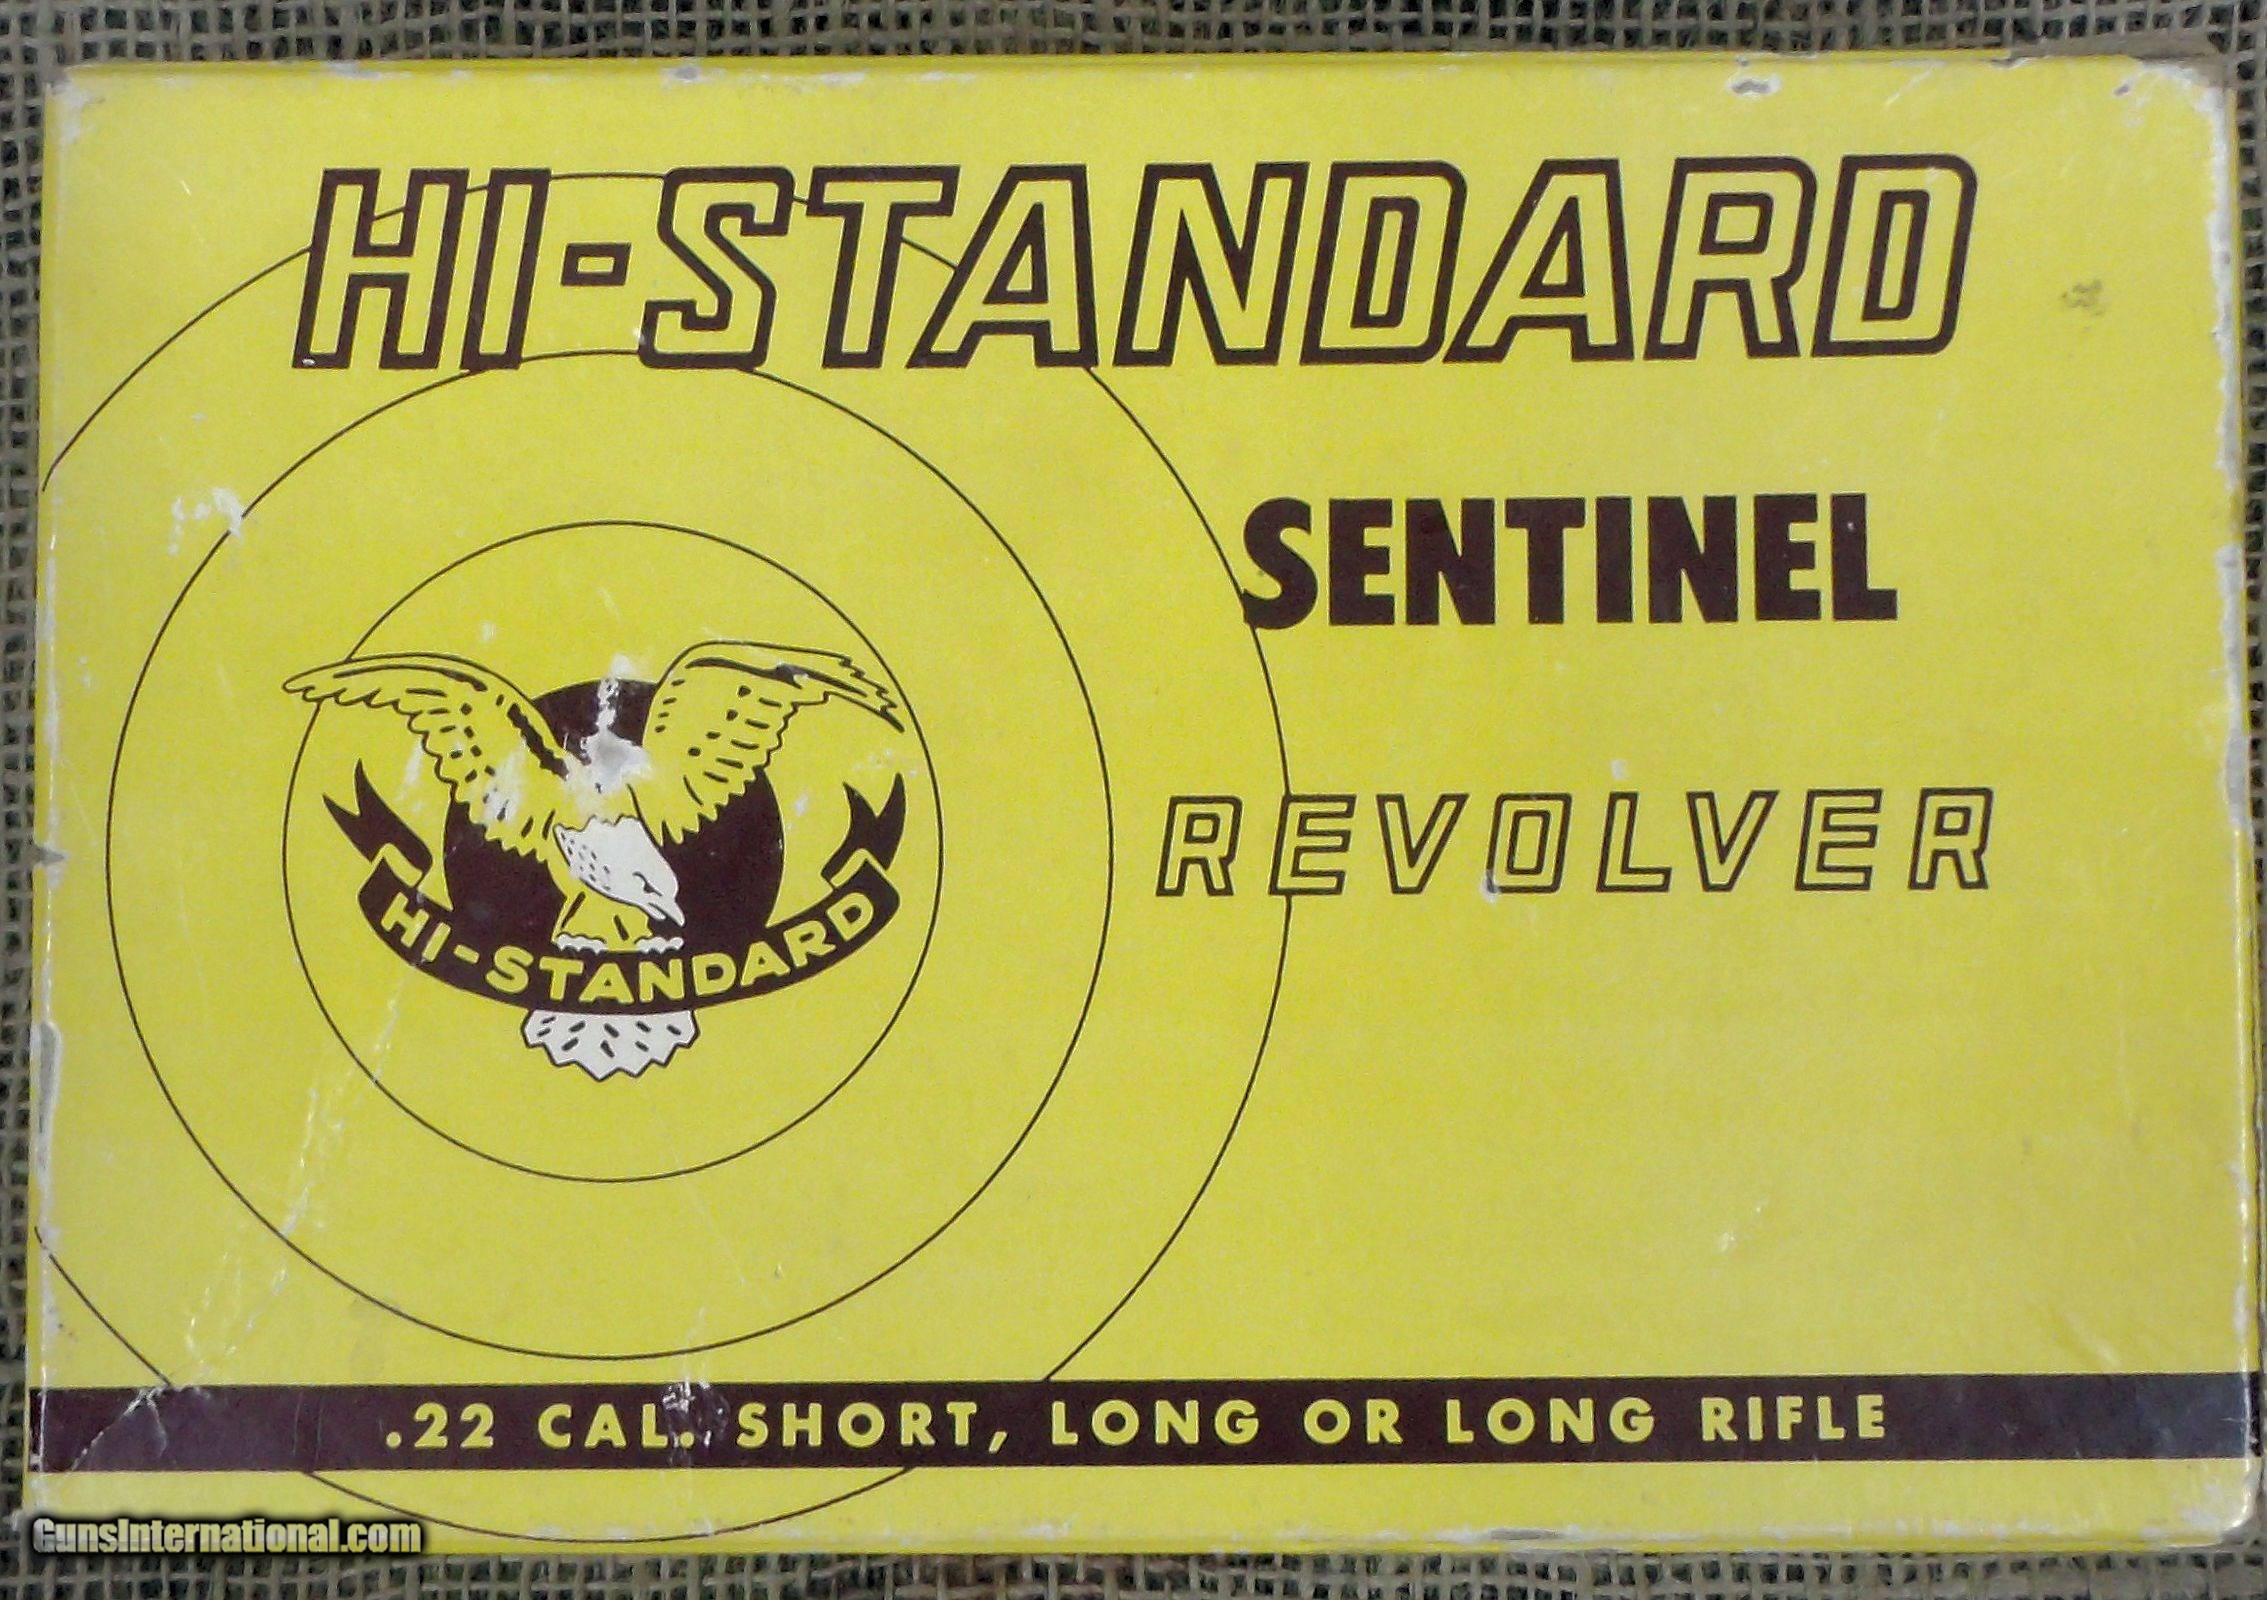 HI-STANDARD
SENTINEL
REVOLVER
HI-STANDARD
.22 CAL. SHORT, LONG OR LONG RIFLE
GunsInternational.com